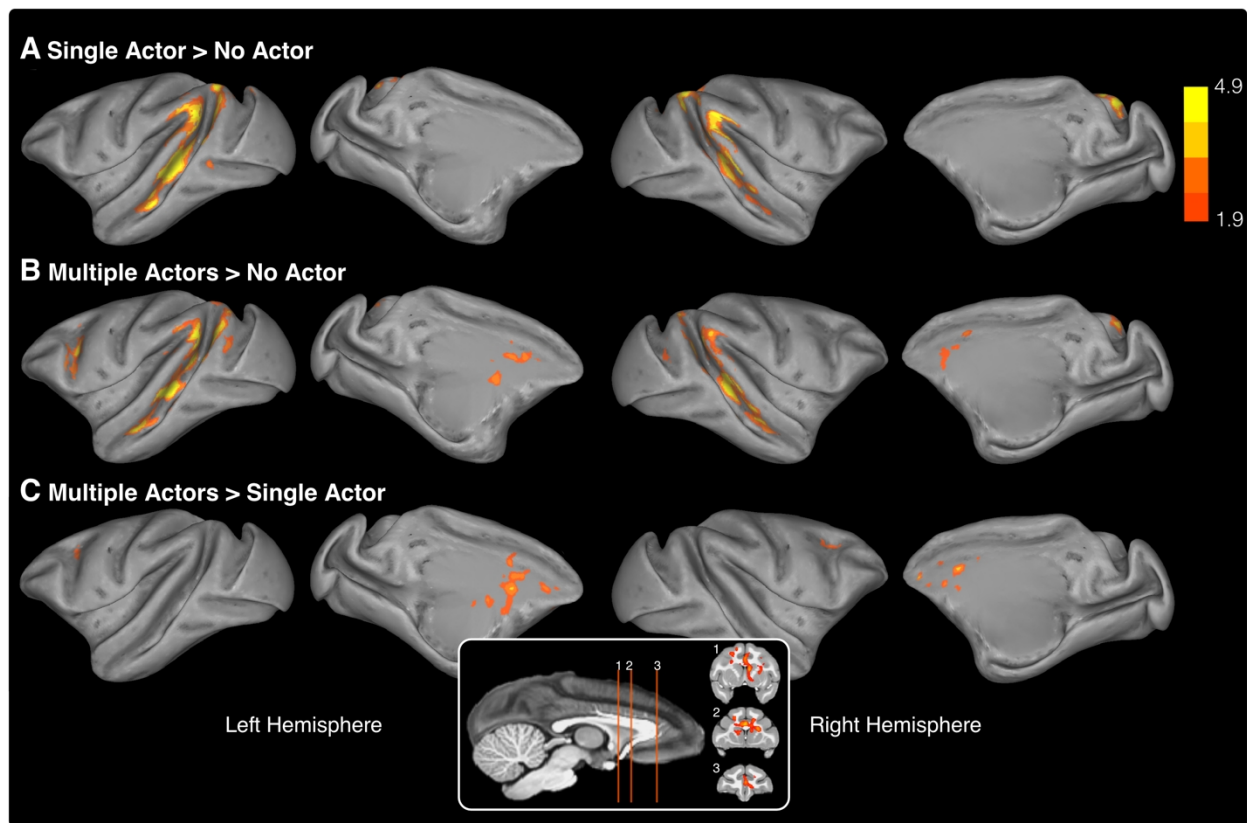 A Single Actor > No Actor
4.9
1.9
B Multiple Actors > No Actor
C Multiple Actors > Single Actor
1 2 3
1
2
3
Left Hemisphere
Right Hemisphere